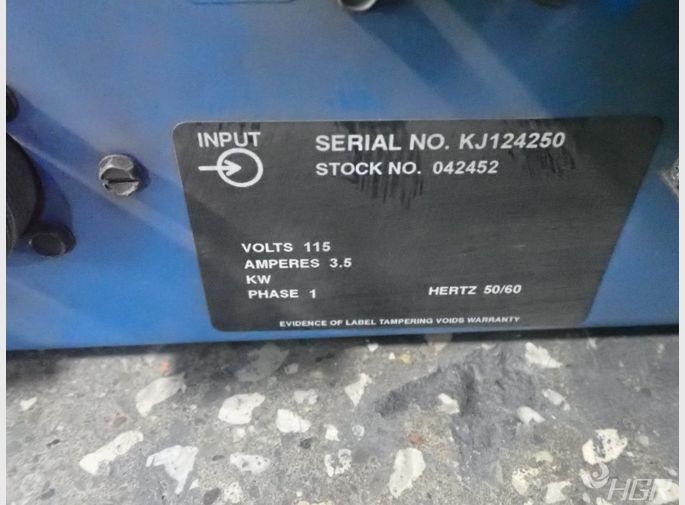 INPUT
SERIAL NO. KJ124250
STOCK NO. 042452
VOLTS 115
AMPERES 3.5
KW
PHASE 1
HERTZ 50/60
EVIDENCE OF LABEL TAMPERING VOIDS WARRANTY
HGR